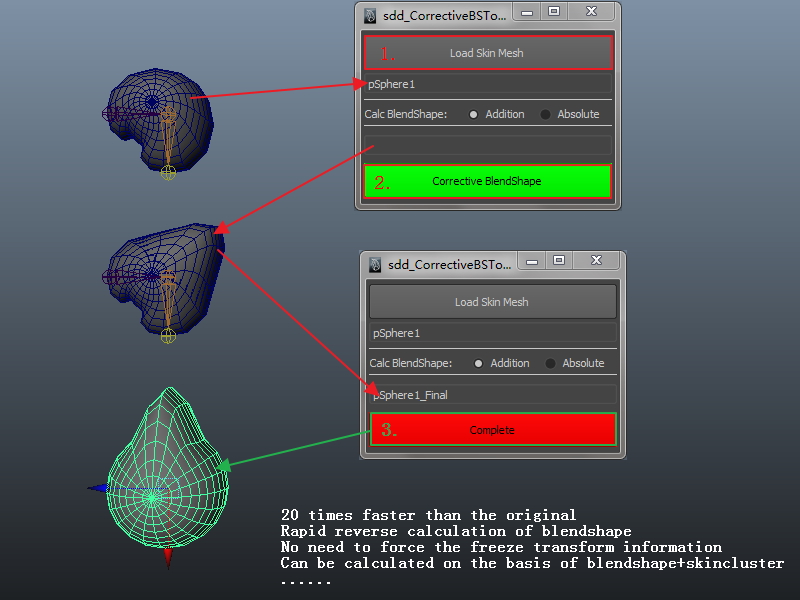 sdd_CorrectiveBSTo...
1. Load Skin Mesh
pSphere1
Calc BlendShape: Addition Absolute
2. Corrective BlendShape
sdd_CorrectiveBSTo...
Load Skin Mesh
pSphere1
Calc BlendShape: Addition Absolute
pSphere1_Final
3. Complete
20 times faster than the original
Rapid reverse calculation of blendshape
No need to force the freeze transform information
Can be calculated on the basis of blendshape+skincluster
......